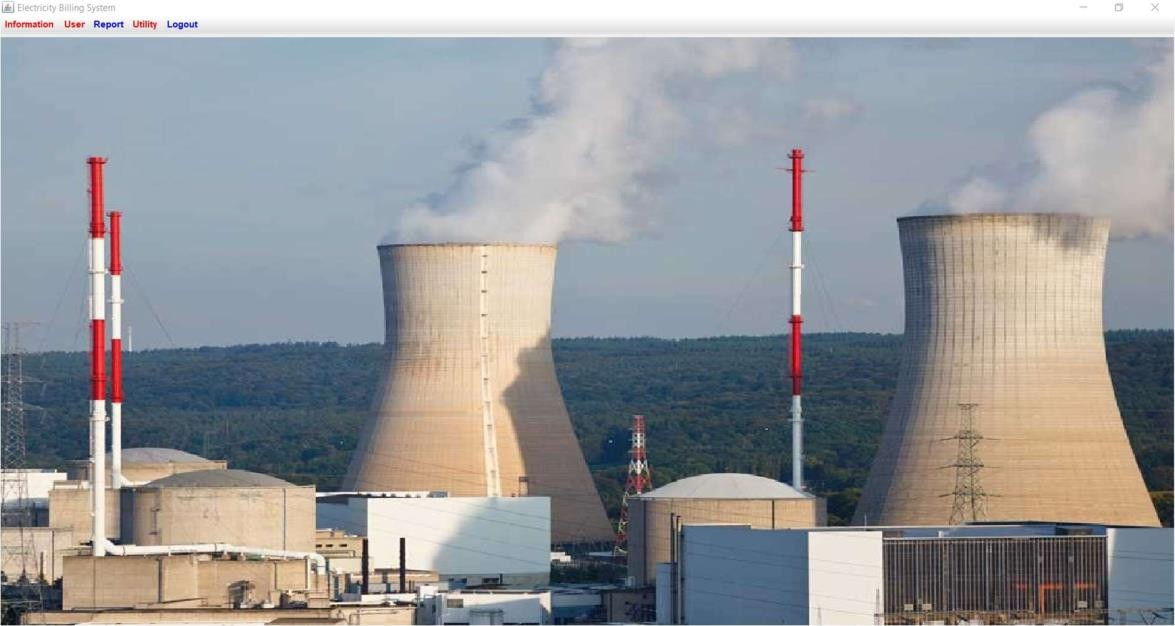 Electricity Billing System
Information User Report Utility Logout